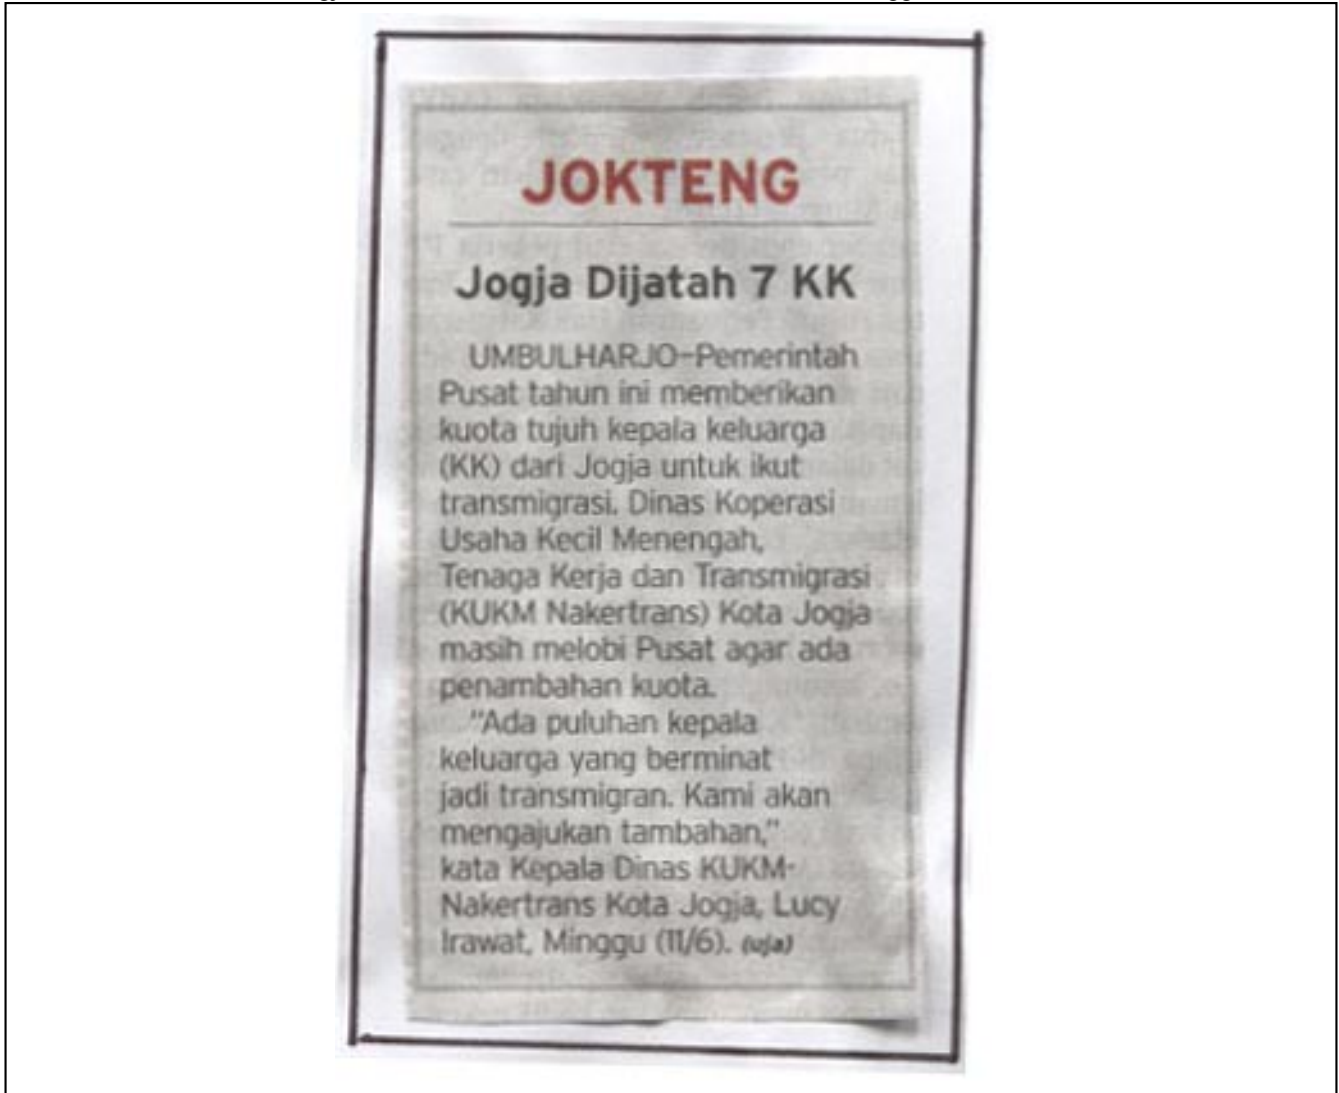 JOKTENG
Jogja Dijatah 7 KK
UMBULHARJO–Pemerintah
Pusat tahun ini memberikan
kuota tujuh kepala keluarga
(KK) dari Jogja untuk ikut
transmigrasi. Dinas Koperasi
Usaha Kecil Menengah,
Tenaga Kerja dan Transmigrasi
(KUKM Nakertrans) Kota Jogja
masih melobi Pusat agar ada
penambahan kuota.
"Ada puluhan kepala
keluarga yang berminat
jadi transmigran. Kami akan
mengajukan tambahan,"
kata Kepala Dinas KUKM-
Nakertrans Kota Jogja, Lucy
Irawat, Minggu (11/6). (uja)